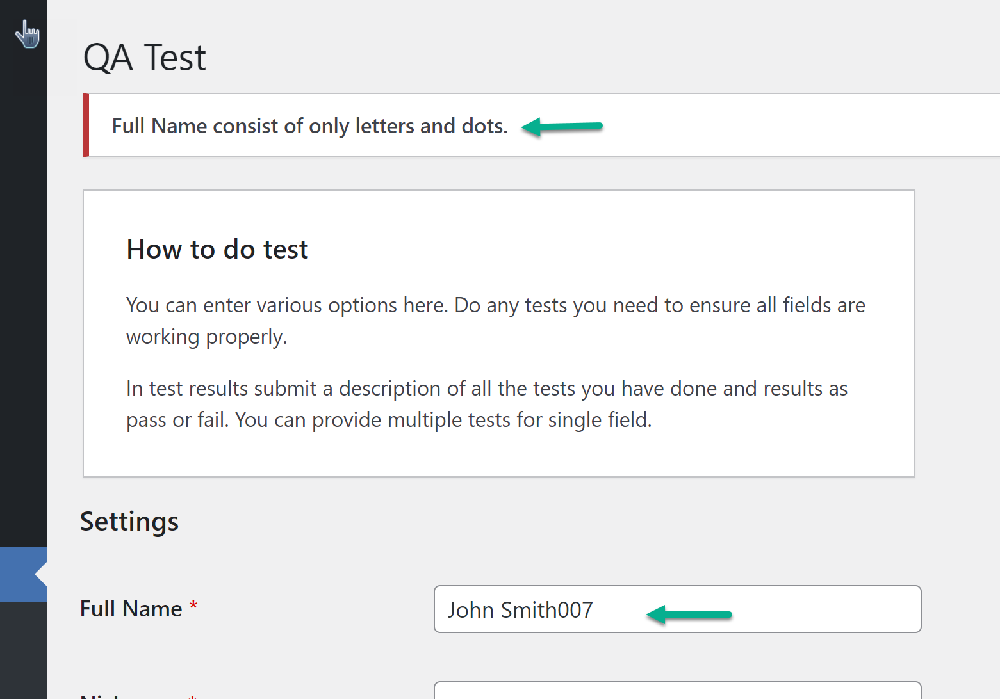 QA Test
Full Name consist of only letters and dots.
How to do test
You can enter various options here. Do any tests you need to ensure all fields are
working properly.
In test results submit a description of all the tests you have done and results as
pass or fail. You can provide multiple tests for single field.
Settings
Full Name *
John Smith007